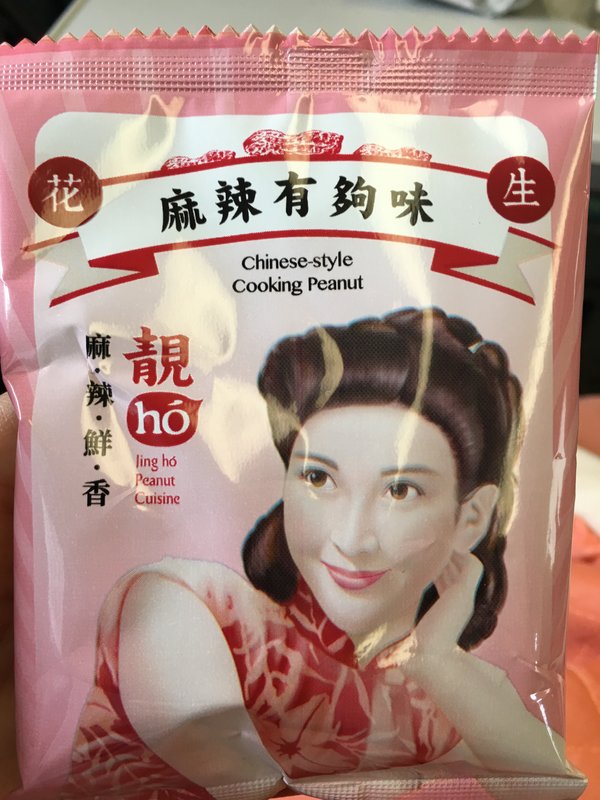 花
麻辣有夠味
生
Chinese-style
Cooking Peanut
麻·辣·鮮·香
靚
hó
Jing hó
Peanut
Cuisine